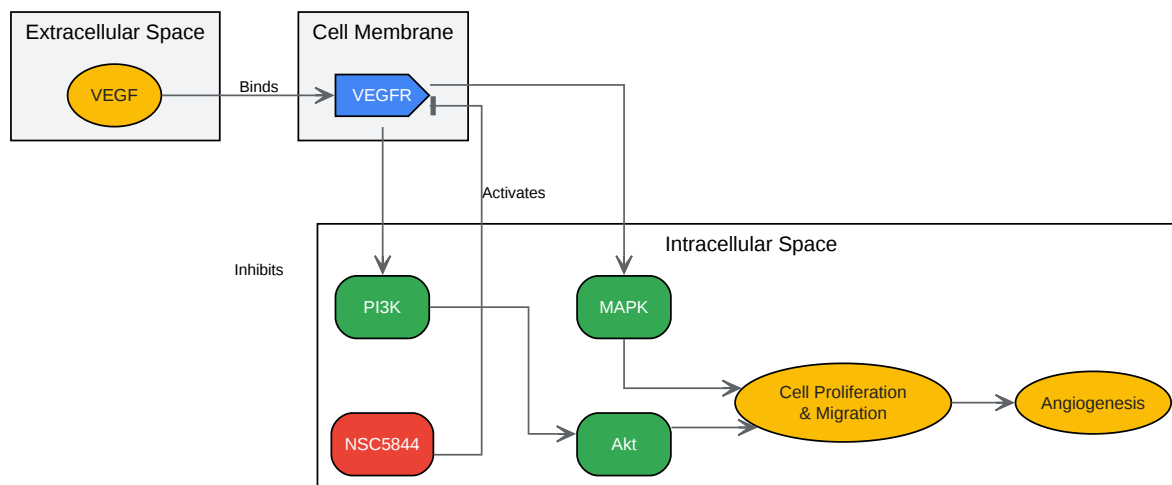 Extracellular Space
Cell Membrane
VEGF
Binds
VEGFR
Activates
Intracellular Space
Inhibits
PI3K
MAPK
Cell Proliferation
& Migration
Angiogenesis
NSC5844
Akt